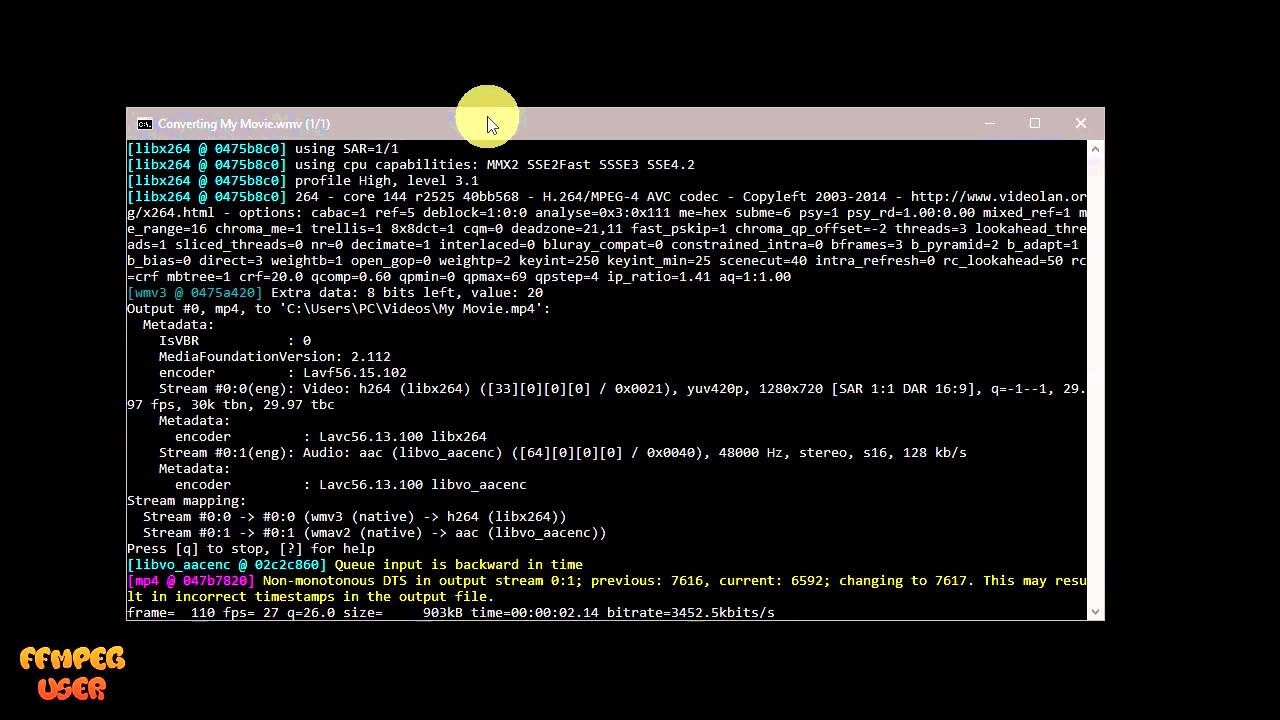 Converting My Movie.wmv (1/1)
[libx264 @ 0475b8c0] using SAR=1/1
[libx264 @ 0475b8c0] using cpu capabilities: MMX2 SSE2Fast SSSE3 SSE4.2
[libx264 @ 0475b8c0] profile High, level 3.1
[libx264 @ 0475b8c0] 264 - core 144 r2525 40bb568 - H.264/MPEG-4 AVC codec - Copyleft 2003-2014 - http://www.videolan.or
g/x264.html - options: cabac=1 ref=5 deblock=1:0:0 analyse=0x3:0x111 me=hex subme=6 psy=1 psy_rd=1.00:0.00 mixed_ref=1 m
e_range=16 chroma_me=1 trellis=1 8x8dct=1 cqm=0 deadzone=21,11 fast_pskip=1 chroma_qp_offset=-2 threads=3 lookahead_thre
ads=1 sliced_threads=0 nr=0 decimate=1 interlaced=0 bluray_compat=0 constrained_intra=0 bframes=3 b_pyramid=2 b_adapt=1
b_bias=0 direct=3 weightb=1 open_gop=0 weightp=2 keyint=250 keyint_min=25 scenecut=40 intra_refresh=0 rc_lookahead=50 rc
=crf mbtree=1 crf=20.0 qcomp=0.60 qpmin=0 qpmax=69 qpstep=4 ip_ratio=1.41 aq=1:1.00
[wmv3 @ 0475a420] Extra data: 8 bits left, value: 20
Output #0, mp4, to 'C:\Users\PC\Videos\My Movie.mp4':
Metadata:
IsVBR : 0
MediaFoundationVersion: 2.112
encoder : Lavf56.15.102
Stream #0:0(eng): Video: h264 (libx264) ([33][0][0][0] / 0x0021), yuv420p, 1280x720 [SAR 1:1 DAR 16:9], q=-1--1, 29.
97 fps, 30k tbn, 29.97 tbc
Metadata:
encoder : Lavc56.13.100 libx264
Stream #0:1(eng): Audio: aac (libvo_aacenc) ([64][0][0][0] / 0x0040), 48000 Hz, stereo, s16, 128 kb/s
Metadata:
encoder : Lavc56.13.100 libvo_aacenc
Stream mapping:
Stream #0:0 -> #0:0 (wmv3 (native) -> h264 (libx264))
Stream #0:1 -> #0:1 (wmav2 (native) -> aac (libvo_aacenc))
Press [q] to stop, [?] for help
[libvo_aacenc @ 02c2c860] Queue input is backward in time
[mp4 @ 047b7820] Non-monotonous DTS in output stream 0:1; previous: 7616, current: 6592; changing to 7617. This may resu
lt in incorrect timestamps in the output file.
frame= 110 fps= 27 q=26.0 size= 903kB time=00:00:02.14 bitrate=3452.5kbits/s
FFMPEG
USER